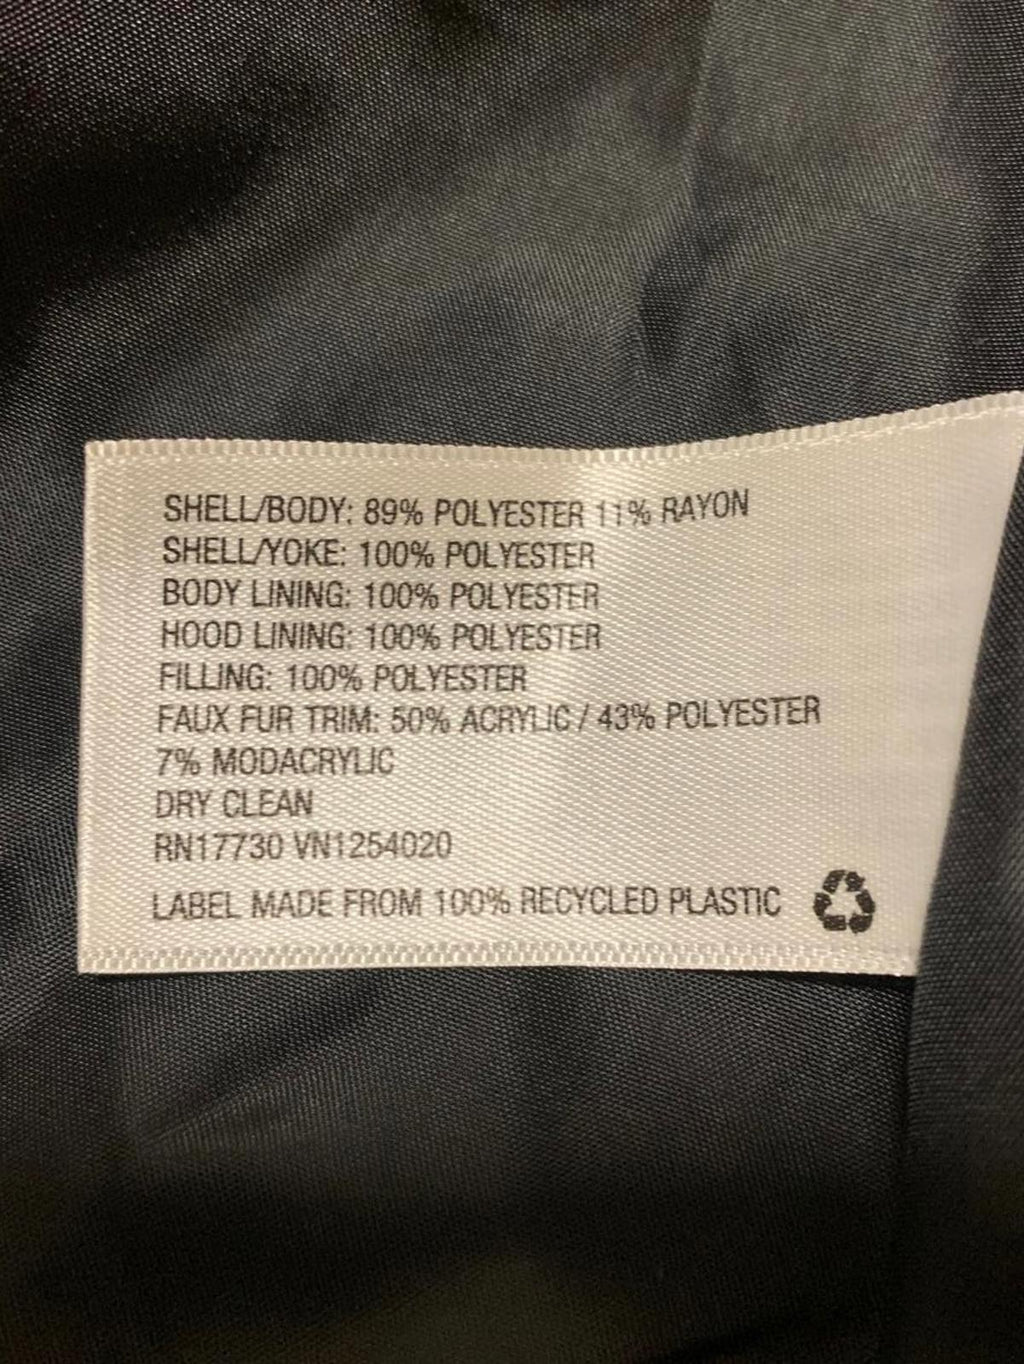 SHELL/BODY: 89% POLYESTER 11% RAYON
SHELL/YOKE: 100% POLYESTER
BODY LINING: 100% POLYESTER
HOOD LINING: 100% POLYESTER
FILLING: 100% POLYESTER
FAUX FUR TRIM: 50% ACRYLIC / 43% POLYESTER
7% MODACRYLIC
DRY CLEAN
RN17730 VN1254020
LABEL MADE FROM 100% RECYCLED PLASTIC